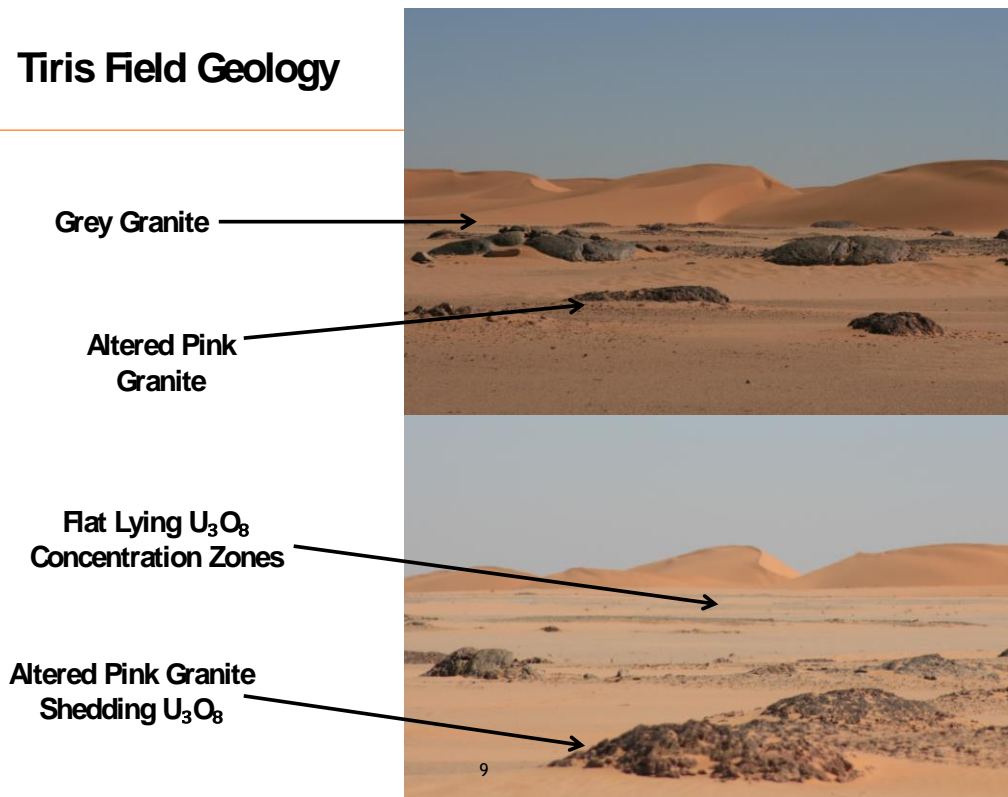 Tiris Field Geology
Grey Granite
Altered Pink
Granite
Flat Lying U₃O₈
Concentration Zones
Altered Pink Granite
Shedding U₃O₈
9